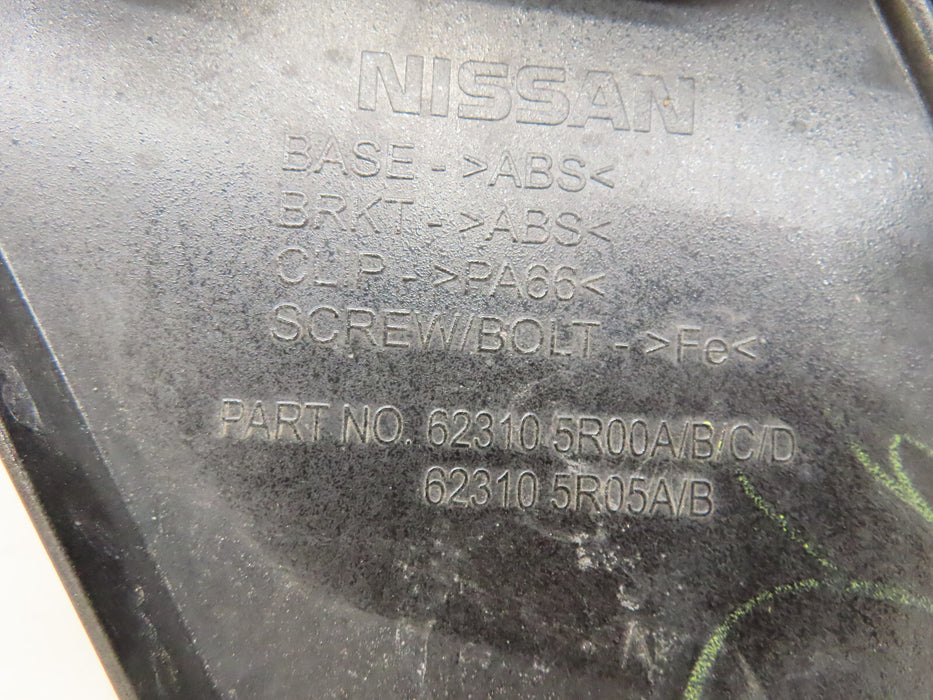 NISSAN
BASE - >ABS<
BRKT - >ABS<
CLIP - >PA66<
SCREW/BOLT - >Fe<
PART NO. 62310 5R00A/B/C/D
62310 5R05A/B